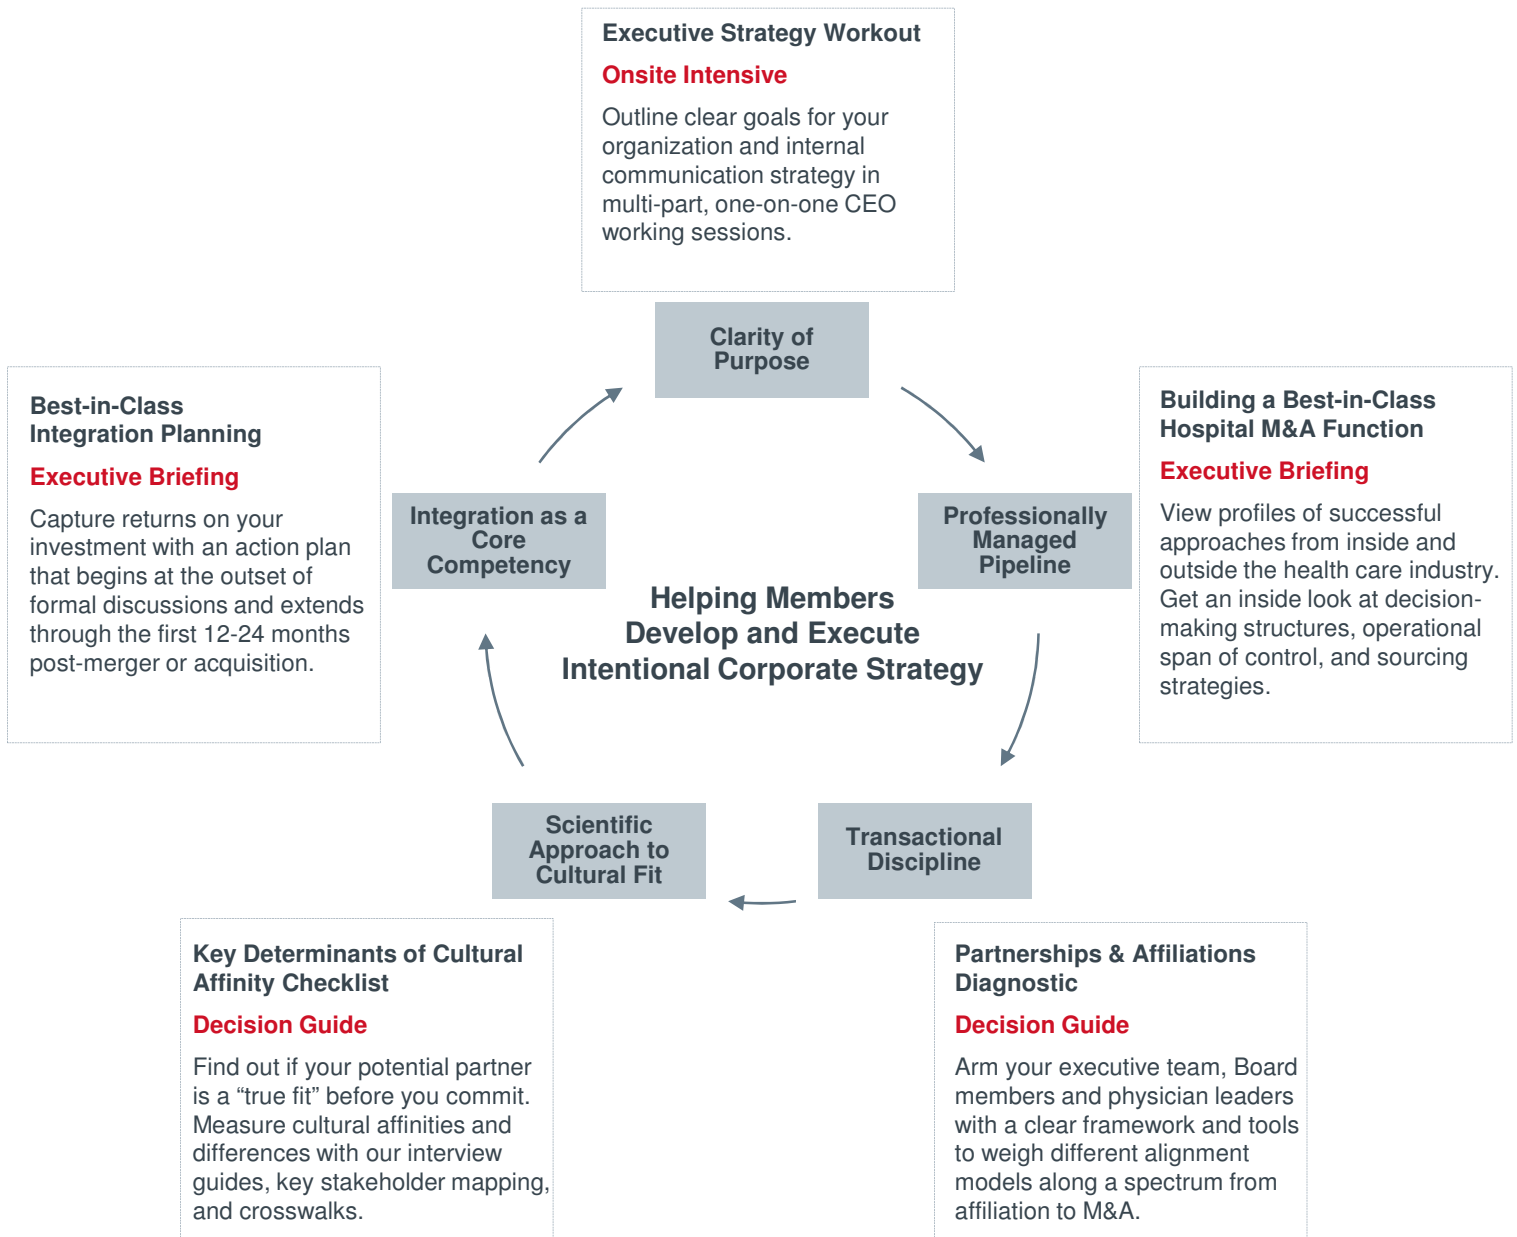 Executive Strategy Workout
Onsite Intensive
Outline clear goals for your
organization and internal
communication strategy in
multi-part, one-on-one CEO
working sessions.
Clarity of
Purpose
Best-in-Class
Integration Planning
Executive Briefing
Capture returns on your
investment with an action plan
that begins at the outset of
formal discussions and extends
through the first 12-24 months
post-merger or acquisition.
Building a Best-in-Class
Hospital M&A Function
Executive Briefing
View profiles of successful
approaches from inside and
outside the health care industry.
Get an inside look at decision-
making structures, operational
span of control, and sourcing
strategies.
Integration as a
Core
Competency
Professionally
Managed
Pipeline
Helping Members
Develop and Execute
Intentional Corporate Strategy
Scientific
Approach to
Cultural Fit
Transactional
Discipline
Key Determinants of Cultural
Affinity Checklist
Decision Guide
Find out if your potential partner
is a “true fit” before you commit.
Measure cultural affinities and
differences with our interview
guides, key stakeholder mapping,
and crosswalks.
Partnerships & Affiliations
Diagnostic
Decision Guide
Arm your executive team, Board
members and physician leaders
with a clear framework and tools
to weigh different alignment
models along a spectrum from
affiliation to M&A.